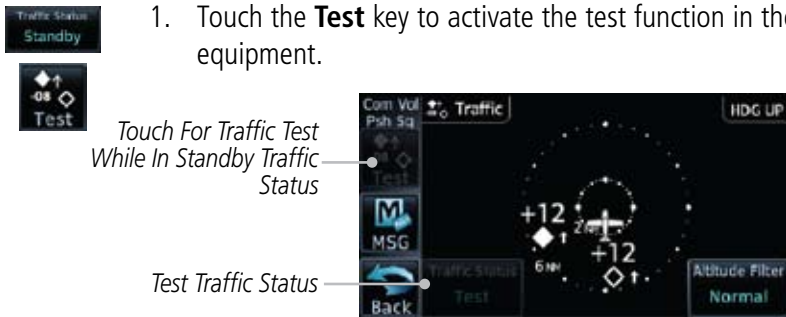 Traffic Status
Standby
-08
Test
1. Touch the Test key to activate the test function in the
equipment.
Touch For Traffic Test
While In Standby Traffic
Status
Test Traffic Status
Com Vol
Psh Sq
Traffic
HDG UP
Test
MSG
Back
Traffic Status
Test
+12
+12
6 NM
Altitude Filter
Normal